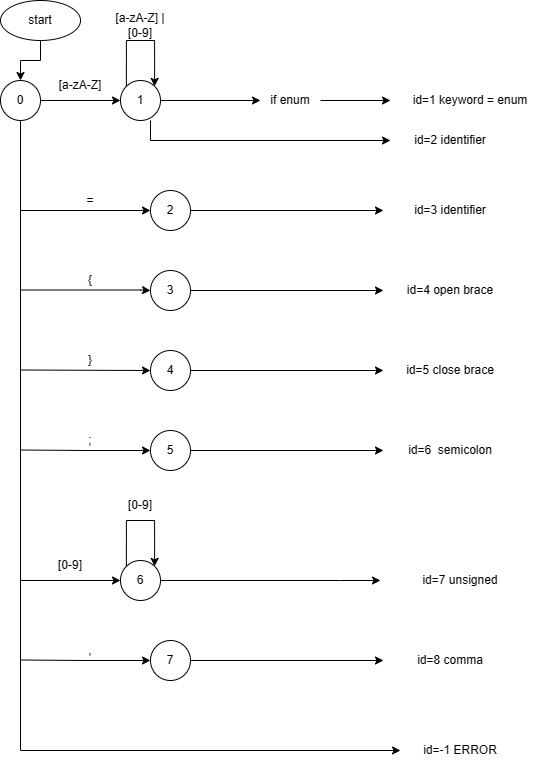 start
[a-zA-Z] |
[0-9]
[a-zA-Z]
0
1
if enum
id=1 keyword = enum
id=2 identifier
=
2
id=3 identifier
{
3
id=4 open brace
}
4
id=5 close brace
;
5
id=6 semicolon
[0-9]
[0-9]
6
id=7 unsigned
,
7
id=8 comma
id=-1 ERROR